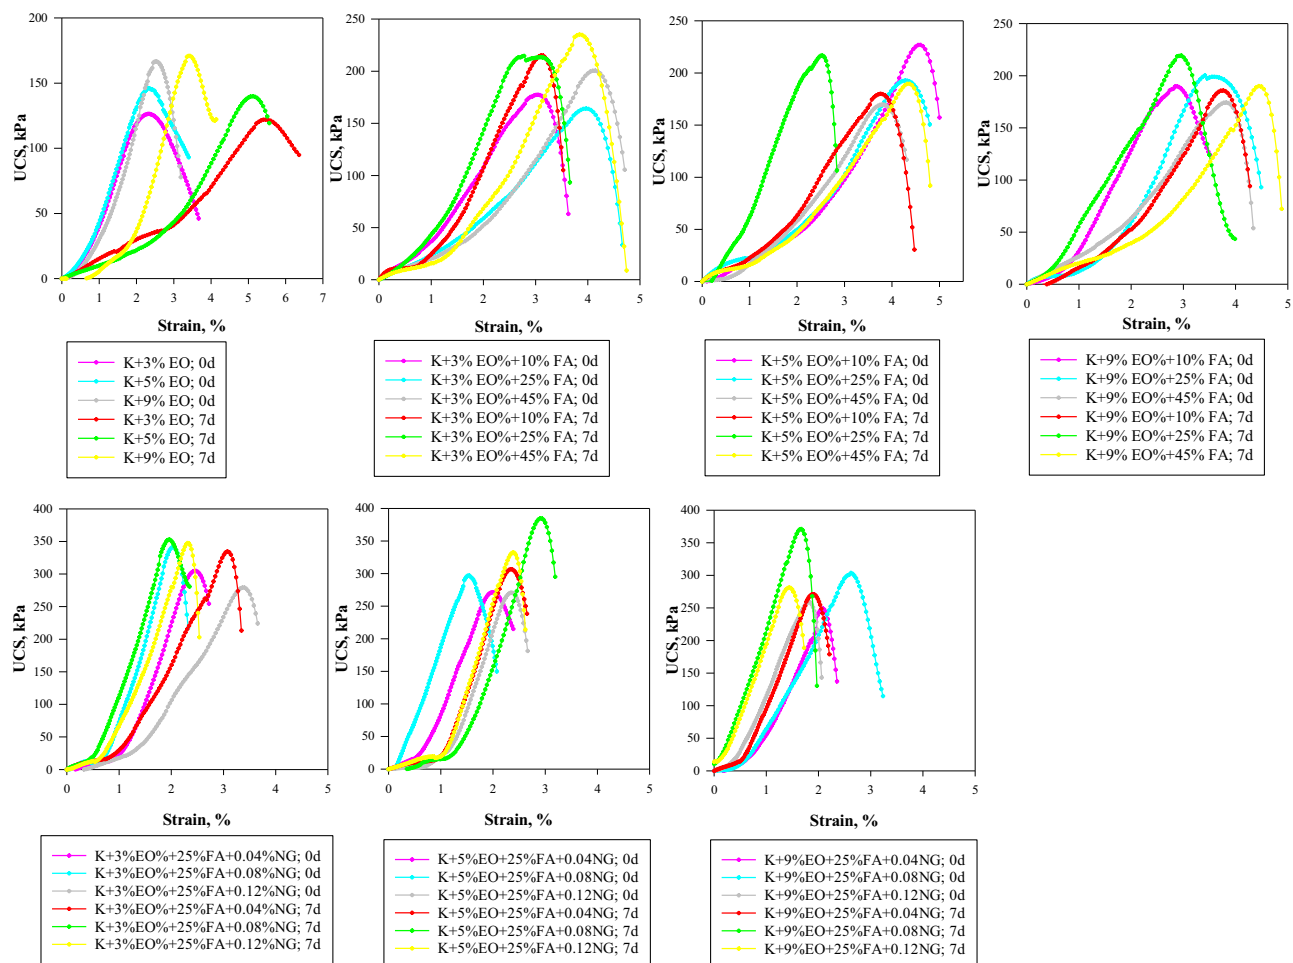 UCS, kPa
200
150
100
50
0
0 1 2 3 4 5 6 7
Strain, %
K+3% EO; 0d
K+5% EO; 0d
K+9% EO; 0d
K+3% EO; 7d
K+5% EO; 7d
K+9% EO; 7d
UCS, kPa
250
200
150
100
50
0
0 1 2 3 4 5
Strain, %
K+3% EO%+10% FA; 0d
K+3% EO%+25% FA; 0d
K+3% EO%+45% FA; 0d
K+3% EO%+10% FA; 7d
K+3% EO%+25% FA; 7d
K+3% EO%+45% FA; 7d
UCS, kPa
250
200
150
100
50
0
0 1 2 3 4 5
Strain, %
K+5% EO%+10% FA; 0d
K+5% EO%+25% FA; 0d
K+5% EO%+45% FA; 0d
K+5% EO%+10% FA; 7d
K+5% EO%+25% FA; 7d
K+5% EO%+45% FA; 7d
UCS, kPa
250
200
150
100
50
0
0 1 2 3 4 5
Strain, %
K+9% EO%+10% FA; 0d
K+9% EO%+25% FA; 0d
K+9% EO%+45% FA; 0d
K+9% EO%+10% FA; 7d
K+9% EO%+25% FA; 7d
K+9% EO%+45% FA; 7d
UCS, kPa
400
350
300
250
200
150
100
50
0
0 1 2 3 4 5
Strain, %
K+3%EO%+25%FA+0.04%NG; 0d
K+3%EO%+25%FA+0.08%NG; 0d
K+3%EO%+25%FA+0.12%NG; 0d
K+3%EO%+25%FA+0.04%NG; 7d
K+3%EO%+25%FA+0.08%NG; 7d
K+3%EO%+25%FA+0.12%NG; 7d
UCS, kPa
400
350
300
250
200
150
100
50
0
0 1 2 3 4 5
Strain, %
K+5%EO+25%FA+0.04NG; 0d
K+5%EO+25%FA+0.08NG; 0d
K+5%EO+25%FA+0.12NG; 0d
K+5%EO+25%FA+0.04NG; 7d
K+5%EO+25%FA+0.08NG; 7d
K+5%EO+25%FA+0.12NG; 7d
UCS, kPa
400
350
300
250
200
150
100
50
0
0 1 2 3 4 5
Strain, %
K+9%EO+25%FA+0.04NG; 0d
K+9%EO+25%FA+0.08NG; 0d
K+9%EO+25%FA+0.12NG; 0d
K+9%EO+25%FA+0.04NG; 7d
K+9%EO+25%FA+0.08NG; 7d
K+9%EO+25%FA+0.12NG; 7d